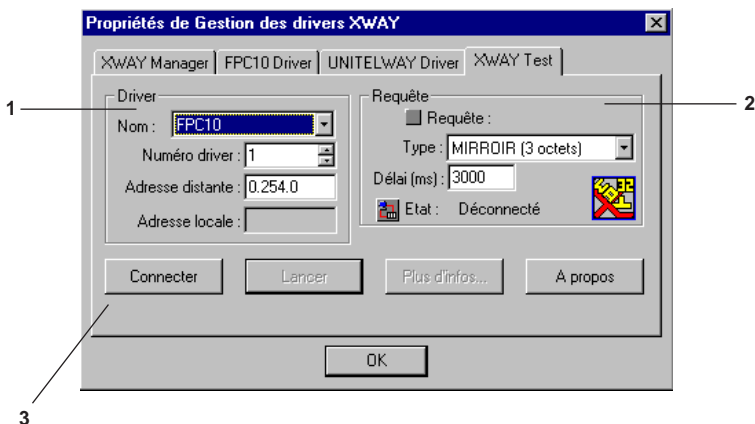 Propriétés de Gestion des drivers XWAY
XWAY Manager FPC10 Driver UNITELWAY Driver XWAY Test
1
Driver
Nom : FPC10
Numéro driver : 1
Adresse distante : 0.254.0
Adresse locale :
2
Requête
Requête :
Type : MIRROIR (3 octets)
Délai (ms) : 3000
Etat : Déconnecté
Connecter Lancer Plus d'infos... A propos
3
OK